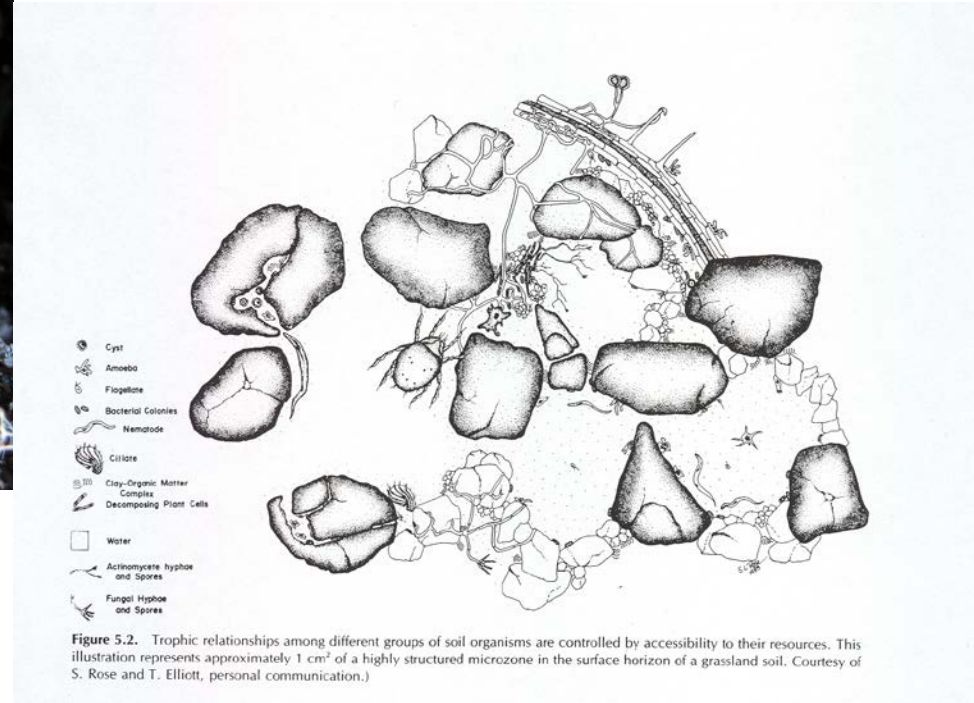 Cyst
Amoeba
Flagellate
Bacterial Colonies
Nematode
Ciliate
Clay-Organic Matter
Complex
Decomposing Plant Cells
Water
Actinomycete hyphae
and Spores
Fungal Hyphae
and Spores
Figure 5.2. Trophic relationships among different groups of soil organisms are controlled by accessibility to their resources. This
illustration represents approximately 1 cm² of a highly structured microzone in the surface horizon of a grassland soil. Courtesy of
S. Rose and T. Elliott, personal communication.)